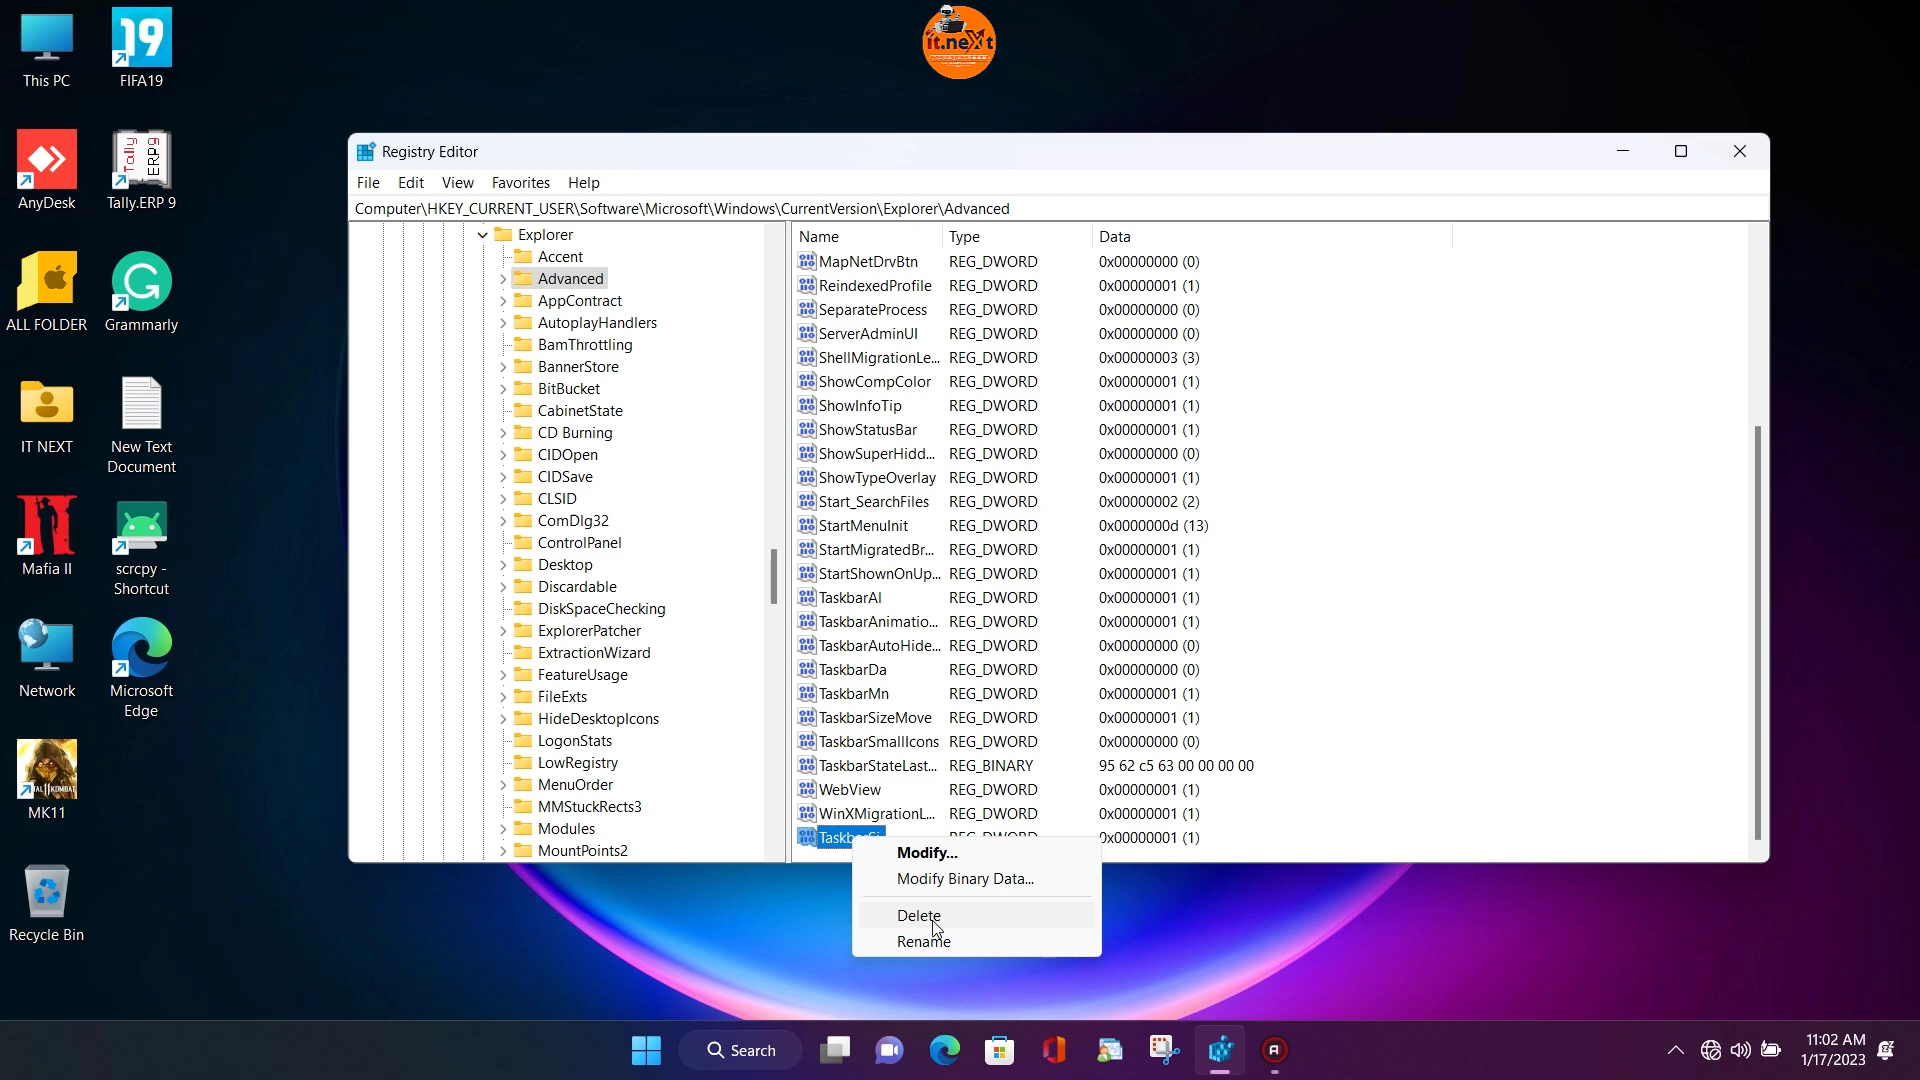 This PC
FIFA19
19
AnyDesk
Tally.ERP 9
Tally
ERP9
ALL FOLDER
Grammarly
IT NEXT
New Text
Document
Mafia II
scrcpy -
Shortcut
Network
Microsoft
Edge
MK11
Recycle Bin
it.neXt
Registry Editor
File Edit View Favorites Help
Computer\HKEY_CURRENT_USER\Software\Microsoft\Windows\CurrentVersion\Explorer\Advanced
Explorer
Accent
Advanced
AppContract
AutoplayHandlers
BamThrottling
BannerStore
BitBucket
CabinetState
CD Burning
CIDOpen
CIDSave
CLSID
ComDlg32
ControlPanel
Desktop
Discardable
DiskSpaceChecking
ExplorerPatcher
ExtractionWizard
FeatureUsage
FileExts
HideDesktopIcons
LogonStats
LowRegistry
MenuOrder
MMStuckRects3
Modules
MountPoints2
Name Type Data
MapNetDrvBtn REG_DWORD 0x00000000 (0)
ReindexedProfile REG_DWORD 0x00000001 (1)
SeparateProcess REG_DWORD 0x00000000 (0)
ServerAdminUI REG_DWORD 0x00000000 (0)
ShellMigrationLe... REG_DWORD 0x00000003 (3)
ShowCompColor REG_DWORD 0x00000001 (1)
ShowInfoTip REG_DWORD 0x00000001 (1)
ShowStatusBar REG_DWORD 0x00000001 (1)
ShowSuperHidd... REG_DWORD 0x00000000 (0)
ShowTypeOverlay REG_DWORD 0x00000001 (1)
Start_SearchFiles REG_DWORD 0x00000002 (2)
StartMenuInit REG_DWORD 0x0000000d (13)
StartMigratedBr... REG_DWORD 0x00000001 (1)
StartShownOnUp... REG_DWORD 0x00000001 (1)
TaskbarAl REG_DWORD 0x00000001 (1)
TaskbarAnimatio... REG_DWORD 0x00000001 (1)
TaskbarAutoHide... REG_DWORD 0x00000000 (0)
TaskbarDa REG_DWORD 0x00000000 (0)
TaskbarMn REG_DWORD 0x00000001 (1)
TaskbarSizeMove REG_DWORD 0x00000001 (1)
TaskbarSmallIcons REG_DWORD 0x00000000 (0)
TaskbarStateLast... REG_BINARY 95 62 c5 63 00 00 00 00
WebView REG_DWORD 0x00000001 (1)
WinXMigrationL... REG_DWORD 0x00000001 (1)
TaskbarSi REG_DWORD 0x00000001 (1)
Modify...
Modify Binary Data...
Delete
Rename
Search
11:02 AM
1/17/2023